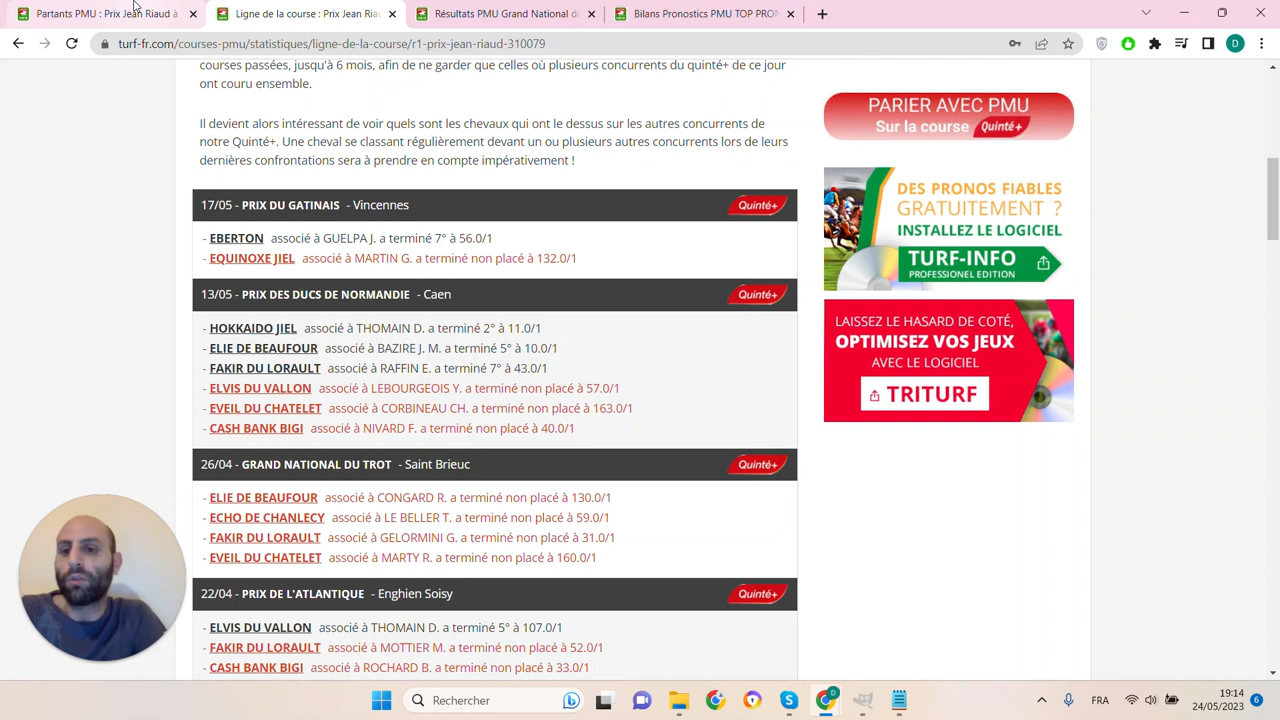 Partants PMU : Prix Jean Riaud à
Ligne de la course : Prix Jean Ria
Résultats PMU Grand National d
Bilans Pronostics PMU TOP PRON
turf-fr.com/courses-pmu/statistiques/ligne-de-la-course/r1-prix-jean-riaud-310079
D
courses passées, jusqu'à 6 mois, afin de ne garder que celles où plusieurs concurrents du quinté+ de ce jour
ont couru ensemble.
Il devient alors intéressant de voir quels sont les chevaux qui ont le dessus sur les autres concurrents de
notre Quinté+. Une cheval se classant régulièrement devant un ou plusieurs autres concurrents lors de leurs
dernières confrontations sera à prendre en compte impérativement !
17/05 - PRIX DU GATINAIS - Vincennes Quinté+
- EBERTON associé à GUELPA J. a terminé 7° à 56.0/1
- EQUINOXE JIEL associé à MARTIN G. a terminé non placé à 132.0/1
13/05 - PRIX DES DUCS DE NORMANDIE - Caen Quinté+
- HOKKAIDO JIEL associé à THOMAIN D. a terminé 2° à 11.0/1
- ELIE DE BEAUFOUR associé à BAZIRE J. M. a terminé 5° à 10.0/1
- FAKIR DU LORAULT associé à RAFFIN E. a terminé 7° à 43.0/1
- ELVIS DU VALLON associé à LEBOURGEOIS Y. a terminé non placé à 57.0/1
- EVEIL DU CHATELET associé à CORBINEAU CH. a terminé non placé à 163.0/1
- CASH BANK BIGI associé à NIVARD F. a terminé non placé à 40.0/1
26/04 - GRAND NATIONAL DU TROT - Saint Brieuc Quinté+
- ELIE DE BEAUFOUR associé à CONGARD R. a terminé non placé à 130.0/1
- ECHO DE CHANLECY associé à LE BELLER T. a terminé non placé à 59.0/1
- FAKIR DU LORAULT associé à GELORMINI G. a terminé non placé à 31.0/1
- EVEIL DU CHATELET associé à MARTY R. a terminé non placé à 160.0/1
22/04 - PRIX DE L'ATLANTIQUE - Enghien Soisy Quinté+
- ELVIS DU VALLON associé à THOMAIN D. a terminé 5° à 107.0/1
- FAKIR DU LORAULT associé à MOTTIER M. a terminé non placé à 52.0/1
- CASH BANK BIGI associé à ROCHARD B. a terminé non placé à 33.0/1
PARIER AVEC PMU
Sur la course Quinté+
DES PRONOS FIABLES
GRATUITEMENT ?
INSTALLEZ LE LOGICIEL
TURF-INFO
PROFESSIONEL EDITION
LAISSEZ LE HASARD DE COTÉ,
OPTIMISEZ VOS JEUX
AVEC LE LOGICIEL
TRITURF
Rechercher
D
FRA
19:14
24/05/2023
6